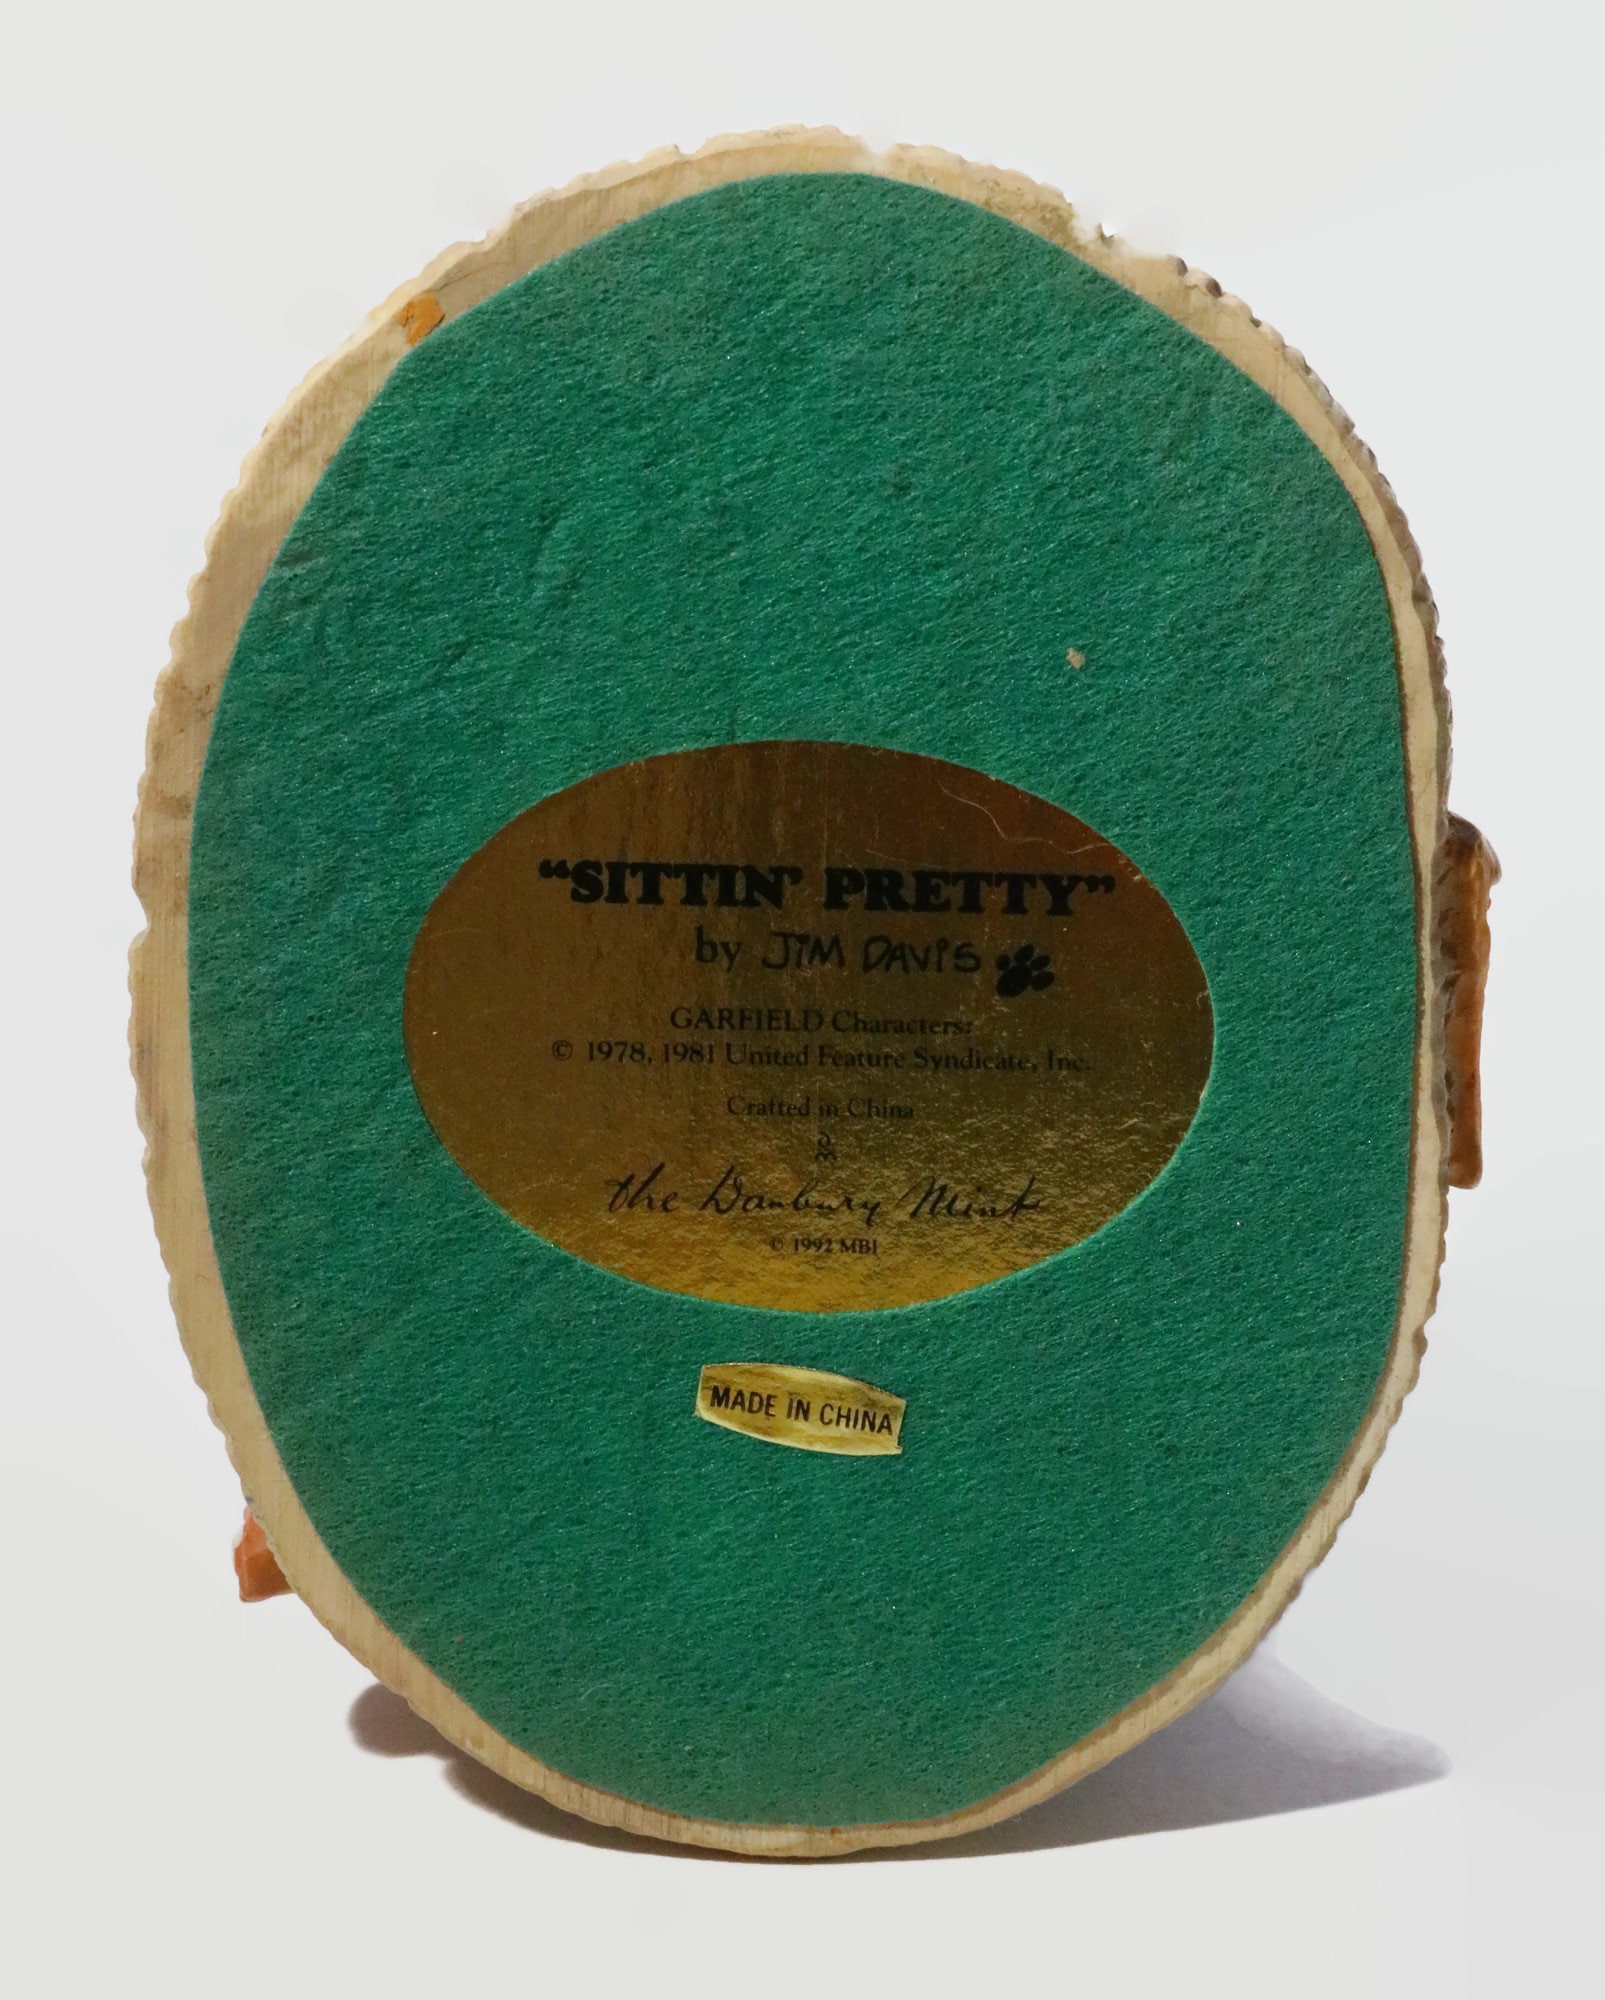 “SITTIN’ PRETTY”
by JIM DAVIS
GARFIELD Characters:
© 1978, 1981 United Feature Syndicate, Inc.
Crafted in China
the Danbury Mint
© 1992 MBI
MADE IN CHINA